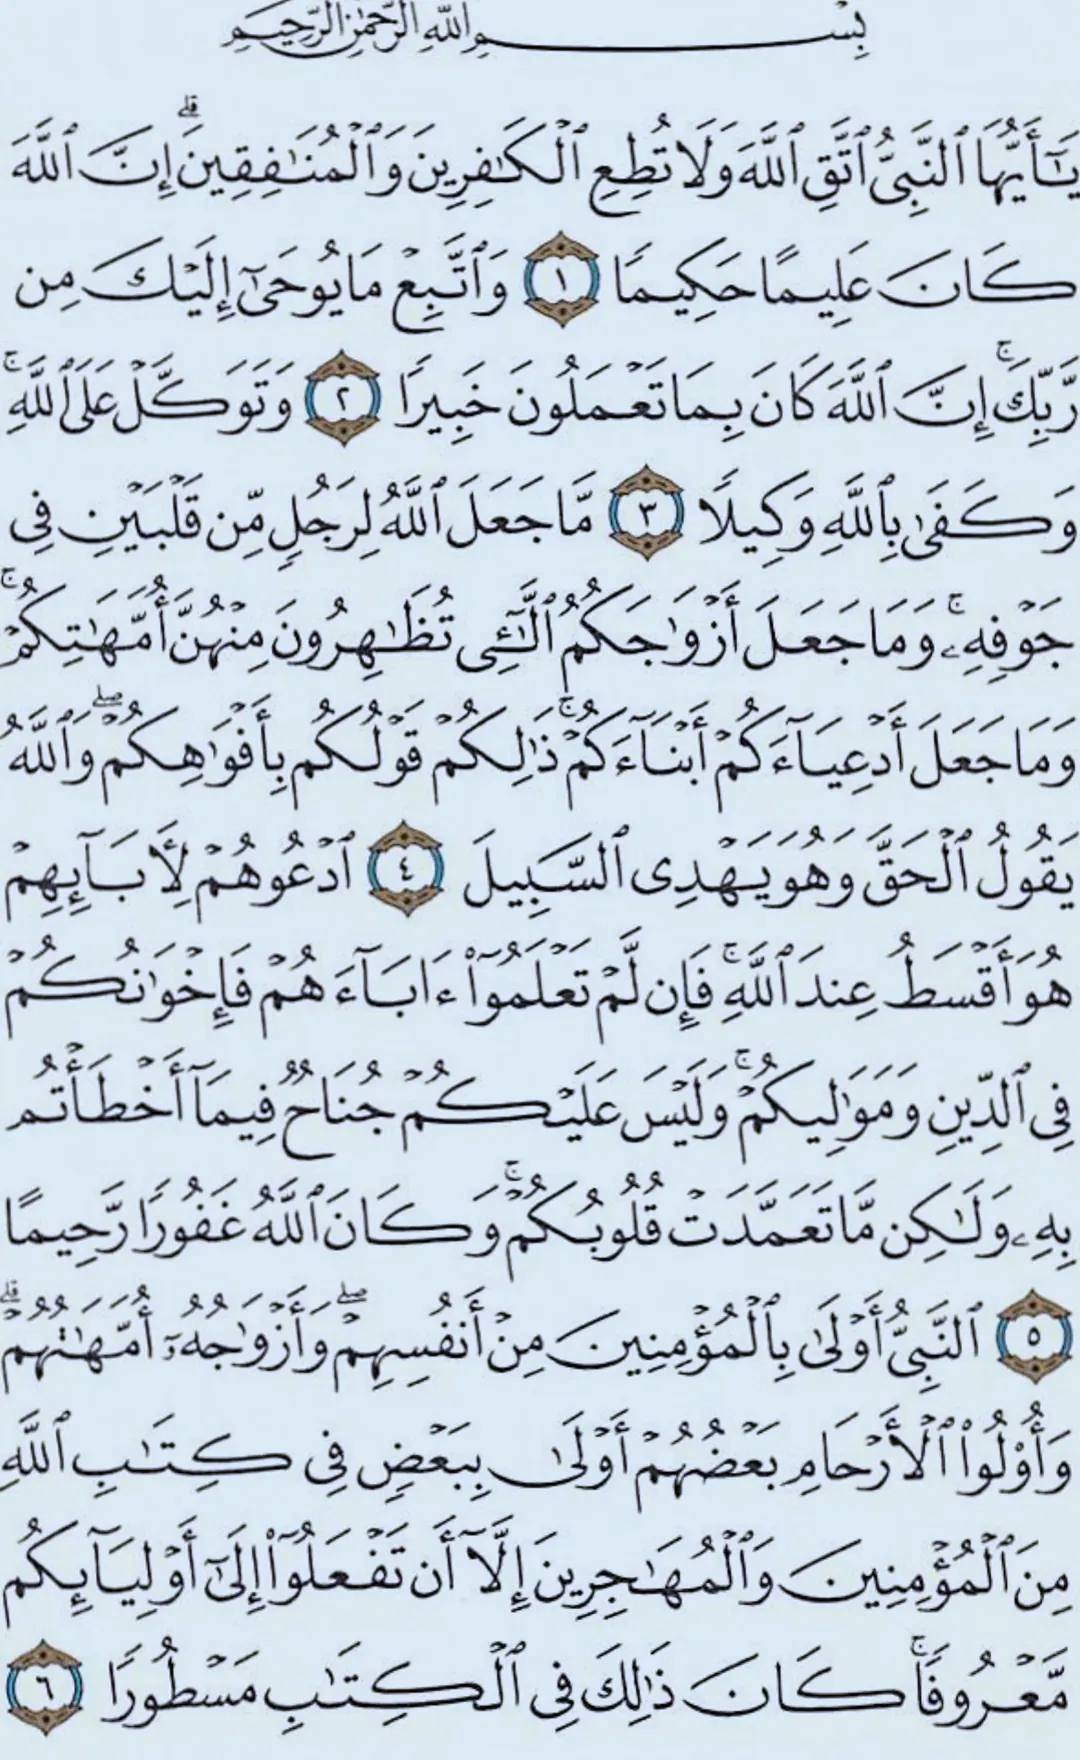 بِسْمِ اللَّهِ الرَّحْمَٰنِ الرَّحِيمِ
يَٰٓأَيُّهَا ٱلنَّبِىُّ ٱتَّقِ ٱللَّهَ وَلَا تُطِعِ ٱلْكَٰفِرِينَ وَٱلْمُنَٰفِقِينَ ۗ إِنَّ ٱللَّهَ
كَانَ عَلِيمًا حَكِيمًا ١ وَٱتَّبِعْ مَا يُوحَىٰٓ إِلَيْكَ مِن
رَّبِّكَ ۚ إِنَّ ٱللَّهَ كَانَ بِمَا تَعْمَلُونَ خَبِيرًا ٢ وَتَوَكَّلْ عَلَى ٱللَّهِ ۚ
وَكَفَىٰ بِٱللَّهِ وَكِيلًا ٣ مَّا جَعَلَ ٱللَّهُ لِرَجُلٍ مِّن قَلْبَيْنِ فِى
جَوْفِهِۦ ۚ وَمَا جَعَلَ أَزْوَٰجَكُمُ ٱلَّٰٓـِٔى تُظَٰهِرُونَ مِنْهُنَّ أُمَّهَٰتِكُمْ ۚ
وَمَا جَعَلَ أَدْعِيَآءَكُمْ أَبْنَآءَكُمْ ۚ ذَٰلِكُمْ قَوْلُكُم بِأَفْوَٰهِكُمْ ۖ وَٱللَّهُ
يَقُولُ ٱلْحَقَّ وَهُوَ يَهْدِى ٱلسَّبِيلَ ٤ ٱدْعُوهُمْ لِأَبَآئِهِمْ
هُوَ أَقْسَطُ عِندَ ٱللَّهِ ۚ فَإِن لَّمْ تَعْلَمُوٓا۟ ءَابَآءَهُمْ فَإِخْوَٰنُكُمْ
فِى ٱلدِّينِ وَمَوَٰلِيكُمْ ۚ وَلَيْسَ عَلَيْكُمْ جُنَاحٌ فِيمَآ أَخْطَأْتُم
بِهِۦ وَلَٰكِن مَّا تَعَمَّدَتْ قُلُوبُكُمْ ۚ وَكَانَ ٱللَّهُ غَفُورًا رَّحِيمًا
٥ ٱلنَّبِىُّ أَوْلَىٰ بِٱلْمُؤْمِنِينَ مِنْ أَنفُسِهِمْ ۖ وَأَزْوَٰجُهُۥٓ أُمَّهَٰتُهُمْ ۗ
وَأُو۟لُوا۟ ٱلْأَرْحَامِ بَعْضُهُمْ أَوْلَىٰ بِبَعْضٍ فِى كِتَٰبِ ٱللَّهِ
مِنَ ٱلْمُؤْمِنِينَ وَٱلْمُهَٰجِرِينَ إِلَّآ أَن تَفْعَلُوٓا۟ إِلَىٰٓ أَوْلِيَآئِكُم
مَّعْرُوفًا ۚ كَانَ ذَٰلِكَ فِى ٱلْكِتَٰبِ مَسْطُورًا ٦